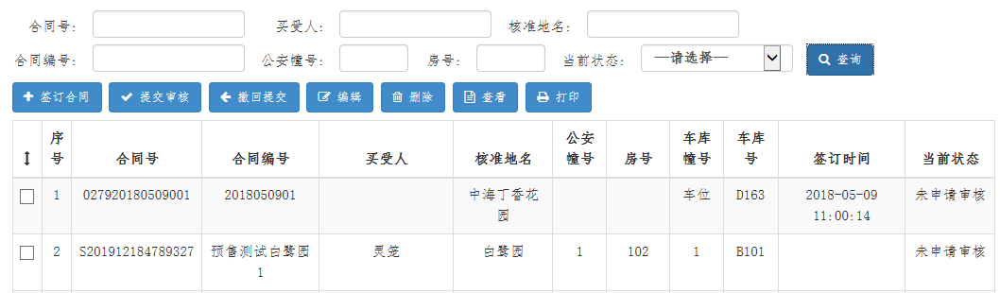 合同号: 买受人: 核准地名:
合同编号: 公安幢号: 房号: 当前状态: --请选择-- 查询
签订合同 提交审核 撤回提交 编辑 删除 查看 打印
序号 合同号 合同编号 买受人 核准地名 公安幢号 房号 车库幢号 车库号 签订时间 当前状态
1 027920180509001 2018050901 中海丁香花园 车位 D163 2018-05-09 11:00:14 未申请审核
2 S201912184789327 预售测试白鹭园1 灵笼 白鹭园 1 102 1 B101 未申请审核